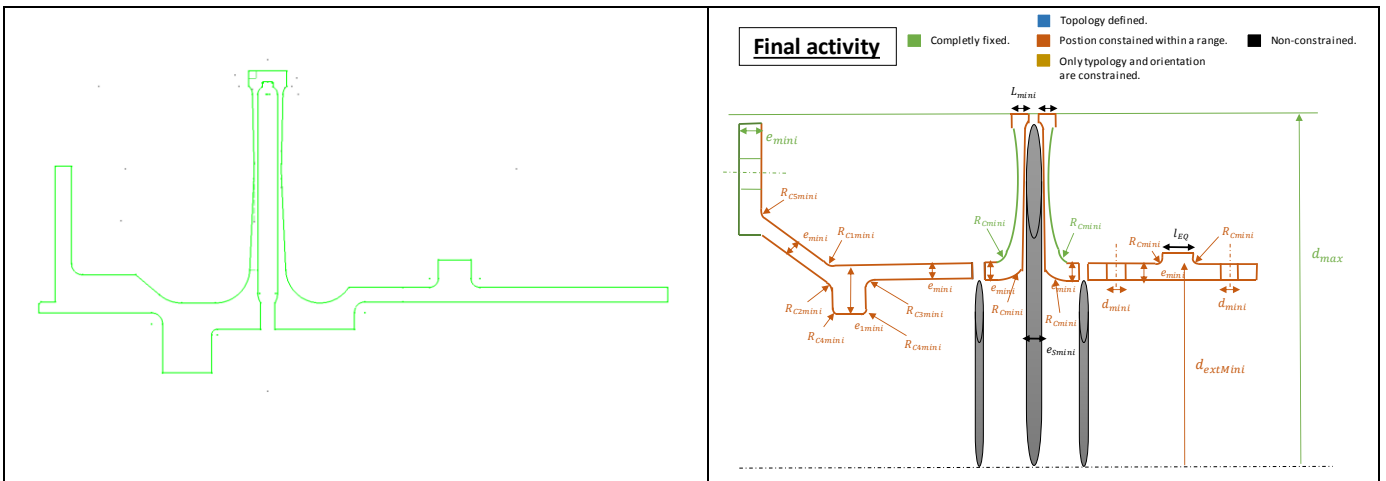 Topology defined.
Final activity
Completly fixed.
Postion constained within a range.
Non-constrained.
Only typology and orientation
are constrained.
L_mini
e_mini
R_C5mini
R_Cmini
R_Cmini
R_C1mini
e_mini
R_Cmini
l_EQ
R_Cmini
d_max
e_mini
e_mini
e_mini
e_mini
R_C2mini
R_C3mini
R_Cmini
R_Cmini
d_mini
d_mini
e_1mini
R_C4mini
R_C4mini
e_Smini
d_extMini